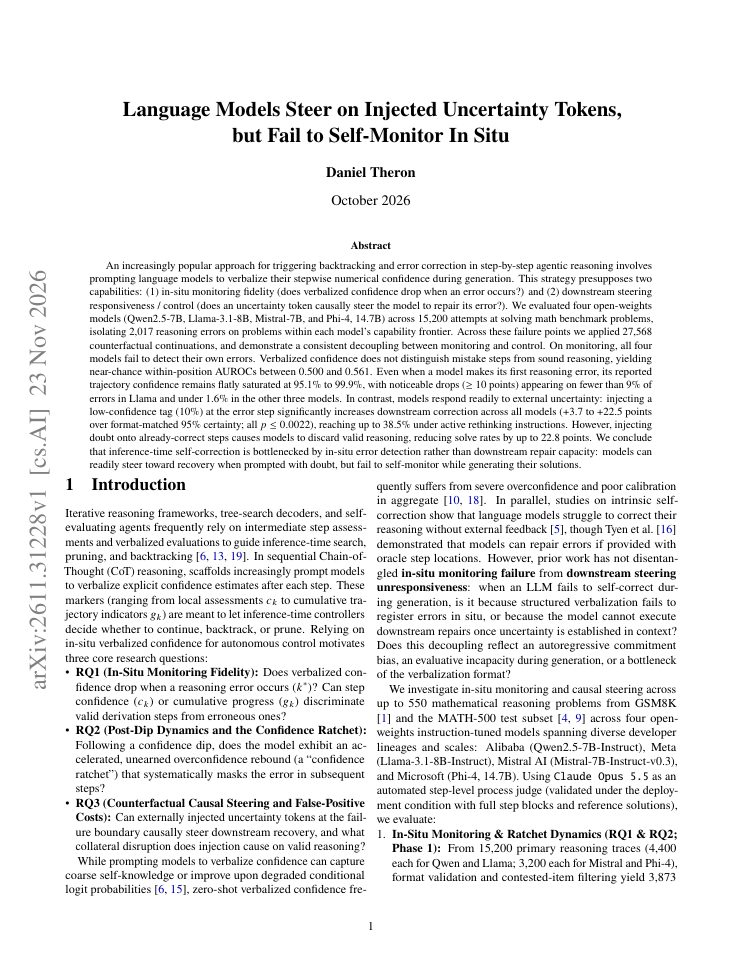 arXiv:2611.31228v1 [cs.AI] 23 Nov 2026
Language Models Steer on Injected Uncertainty Tokens,
but Fail to Self-Monitor In Situ
Daniel Theron
October 2026
Abstract
An increasingly popular approach for triggering backtracking and error correction in step-by-step agentic reasoning involves
prompting language models to verbalize their stepwise numerical confidence during generation. This strategy presupposes two
capabilities: (1) in-situ monitoring fidelity (does verbalized confidence drop when an error occurs?) and (2) downstream steering
responsiveness / control (does an uncertainty token causally steer the model to repair its error?). We evaluated four open-weights
models (Qwen2.5-7B, Llama-3.1-8B, Mistral-7B, and Phi-4, 14.7B) across 15,200 attempts at solving math benchmark problems,
isolating 2,017 reasoning errors on problems within each model's capability frontier. Across these failure points we applied 27,568
counterfactual continuations, and demonstrate a consistent decoupling between monitoring and control. On monitoring, all four
models fail to detect their own errors. Verbalized confidence does not distinguish mistake steps from sound reasoning, yielding
near-chance within-position AUROCs between 0.500 and 0.561. Even when a model makes its first reasoning error, its reported
trajectory confidence remains flatly saturated at 95.1% to 99.9%, with noticeable drops (≥ 10 points) appearing on fewer than 9% of
errors in Llama and under 1.6% in the other three models. In contrast, models respond readily to external uncertainty: injecting a
low-confidence tag (10%) at the error step significantly increases downstream correction across all models (+3.7 to +22.5 points
over format-matched 95% certainty; all p ≤ 0.0022), reaching up to 38.5% under active rethinking instructions. However, injecting
doubt onto already-correct steps causes models to discard valid reasoning, reducing solve rates by up to 22.8 points. We conclude
that inference-time self-correction is bottlenecked by in-situ error detection rather than downstream repair capacity: models can
readily steer toward recovery when prompted with doubt, but fail to self-monitor while generating their solutions.
1 Introduction
Iterative reasoning frameworks, tree-search decoders, and self-
evaluating agents frequently rely on intermediate step assess-
ments and verbalized evaluations to guide inference-time search,
pruning, and backtracking [6, 13, 19]. In sequential Chain-of-
Thought (CoT) reasoning, scaffolds increasingly prompt models
to verbalize explicit confidence estimates after each step. These
markers (ranging from local assessments ck to cumulative tra-
jectory indicators gk) are meant to let inference-time controllers
decide whether to continue, backtrack, or prune. Relying on
in-situ verbalized confidence for autonomous control motivates
three core research questions:
• RQ1 (In-Situ Monitoring Fidelity): Does verbalized con-
fidence drop when a reasoning error occurs (k*)? Can step
confidence (ck) or cumulative progress (gk) discriminate
valid derivation steps from erroneous ones?
• RQ2 (Post-Dip Dynamics and the Confidence Ratchet):
Following a confidence dip, does the model exhibit an ac-
celerated, unearned overconfidence rebound (a "confidence
ratchet") that systematically masks the error in subsequent
steps?
• RQ3 (Counterfactual Causal Steering and False-Positive
Costs): Can externally injected uncertainty tokens at the fail-
ure boundary causally steer downstream recovery, and what
collateral disruption does injection cause on valid reasoning?
While prompting models to verbalize confidence can capture
coarse self-knowledge or improve upon degraded conditional
logit probabilities [6, 15], zero-shot verbalized confidence fre-
quently suffers from severe overconfidence and poor calibration
in aggregate [10, 18]. In parallel, studies on intrinsic self-
correction show that language models struggle to correct their
reasoning without external feedback [5], though Tyen et al. [16]
demonstrated that models can repair errors if provided with
oracle step locations. However, prior work has not disentan-
gled in-situ monitoring failure from downstream steering
unresponsiveness: when an LLM fails to self-correct dur-
ing generation, is it because structured verbalization fails to
register errors in situ, or because the model cannot execute
downstream repairs once uncertainty is established in context?
Does this decoupling reflect an autoregressive commitment
bias, an evaluative incapacity during generation, or a bottleneck
of the verbalization format?
We investigate in-situ monitoring and causal steering across
up to 550 mathematical reasoning problems from GSM8K
[1] and the MATH-500 test subset [4, 9] across four open-
weights instruction-tuned models spanning diverse developer
lineages and scales: Alibaba (Qwen2.5-7B-Instruct), Meta
(Llama-3.1-8B-Instruct), Mistral AI (Mistral-7B-Instruct-v0.3),
and Microsoft (Phi-4, 14.7B). Using Claude Opus 5.5 as an
automated step-level process judge (validated under the deploy-
ment condition with full step blocks and reference solutions),
we evaluate:
1. In-Situ Monitoring & Ratchet Dynamics (RQ1 & RQ2;
Phase 1): From 15,200 primary reasoning traces (4,400
each for Qwen and Llama; 3,200 each for Mistral and Phi-4),
format validation and contested-item filtering yield 3,873
1